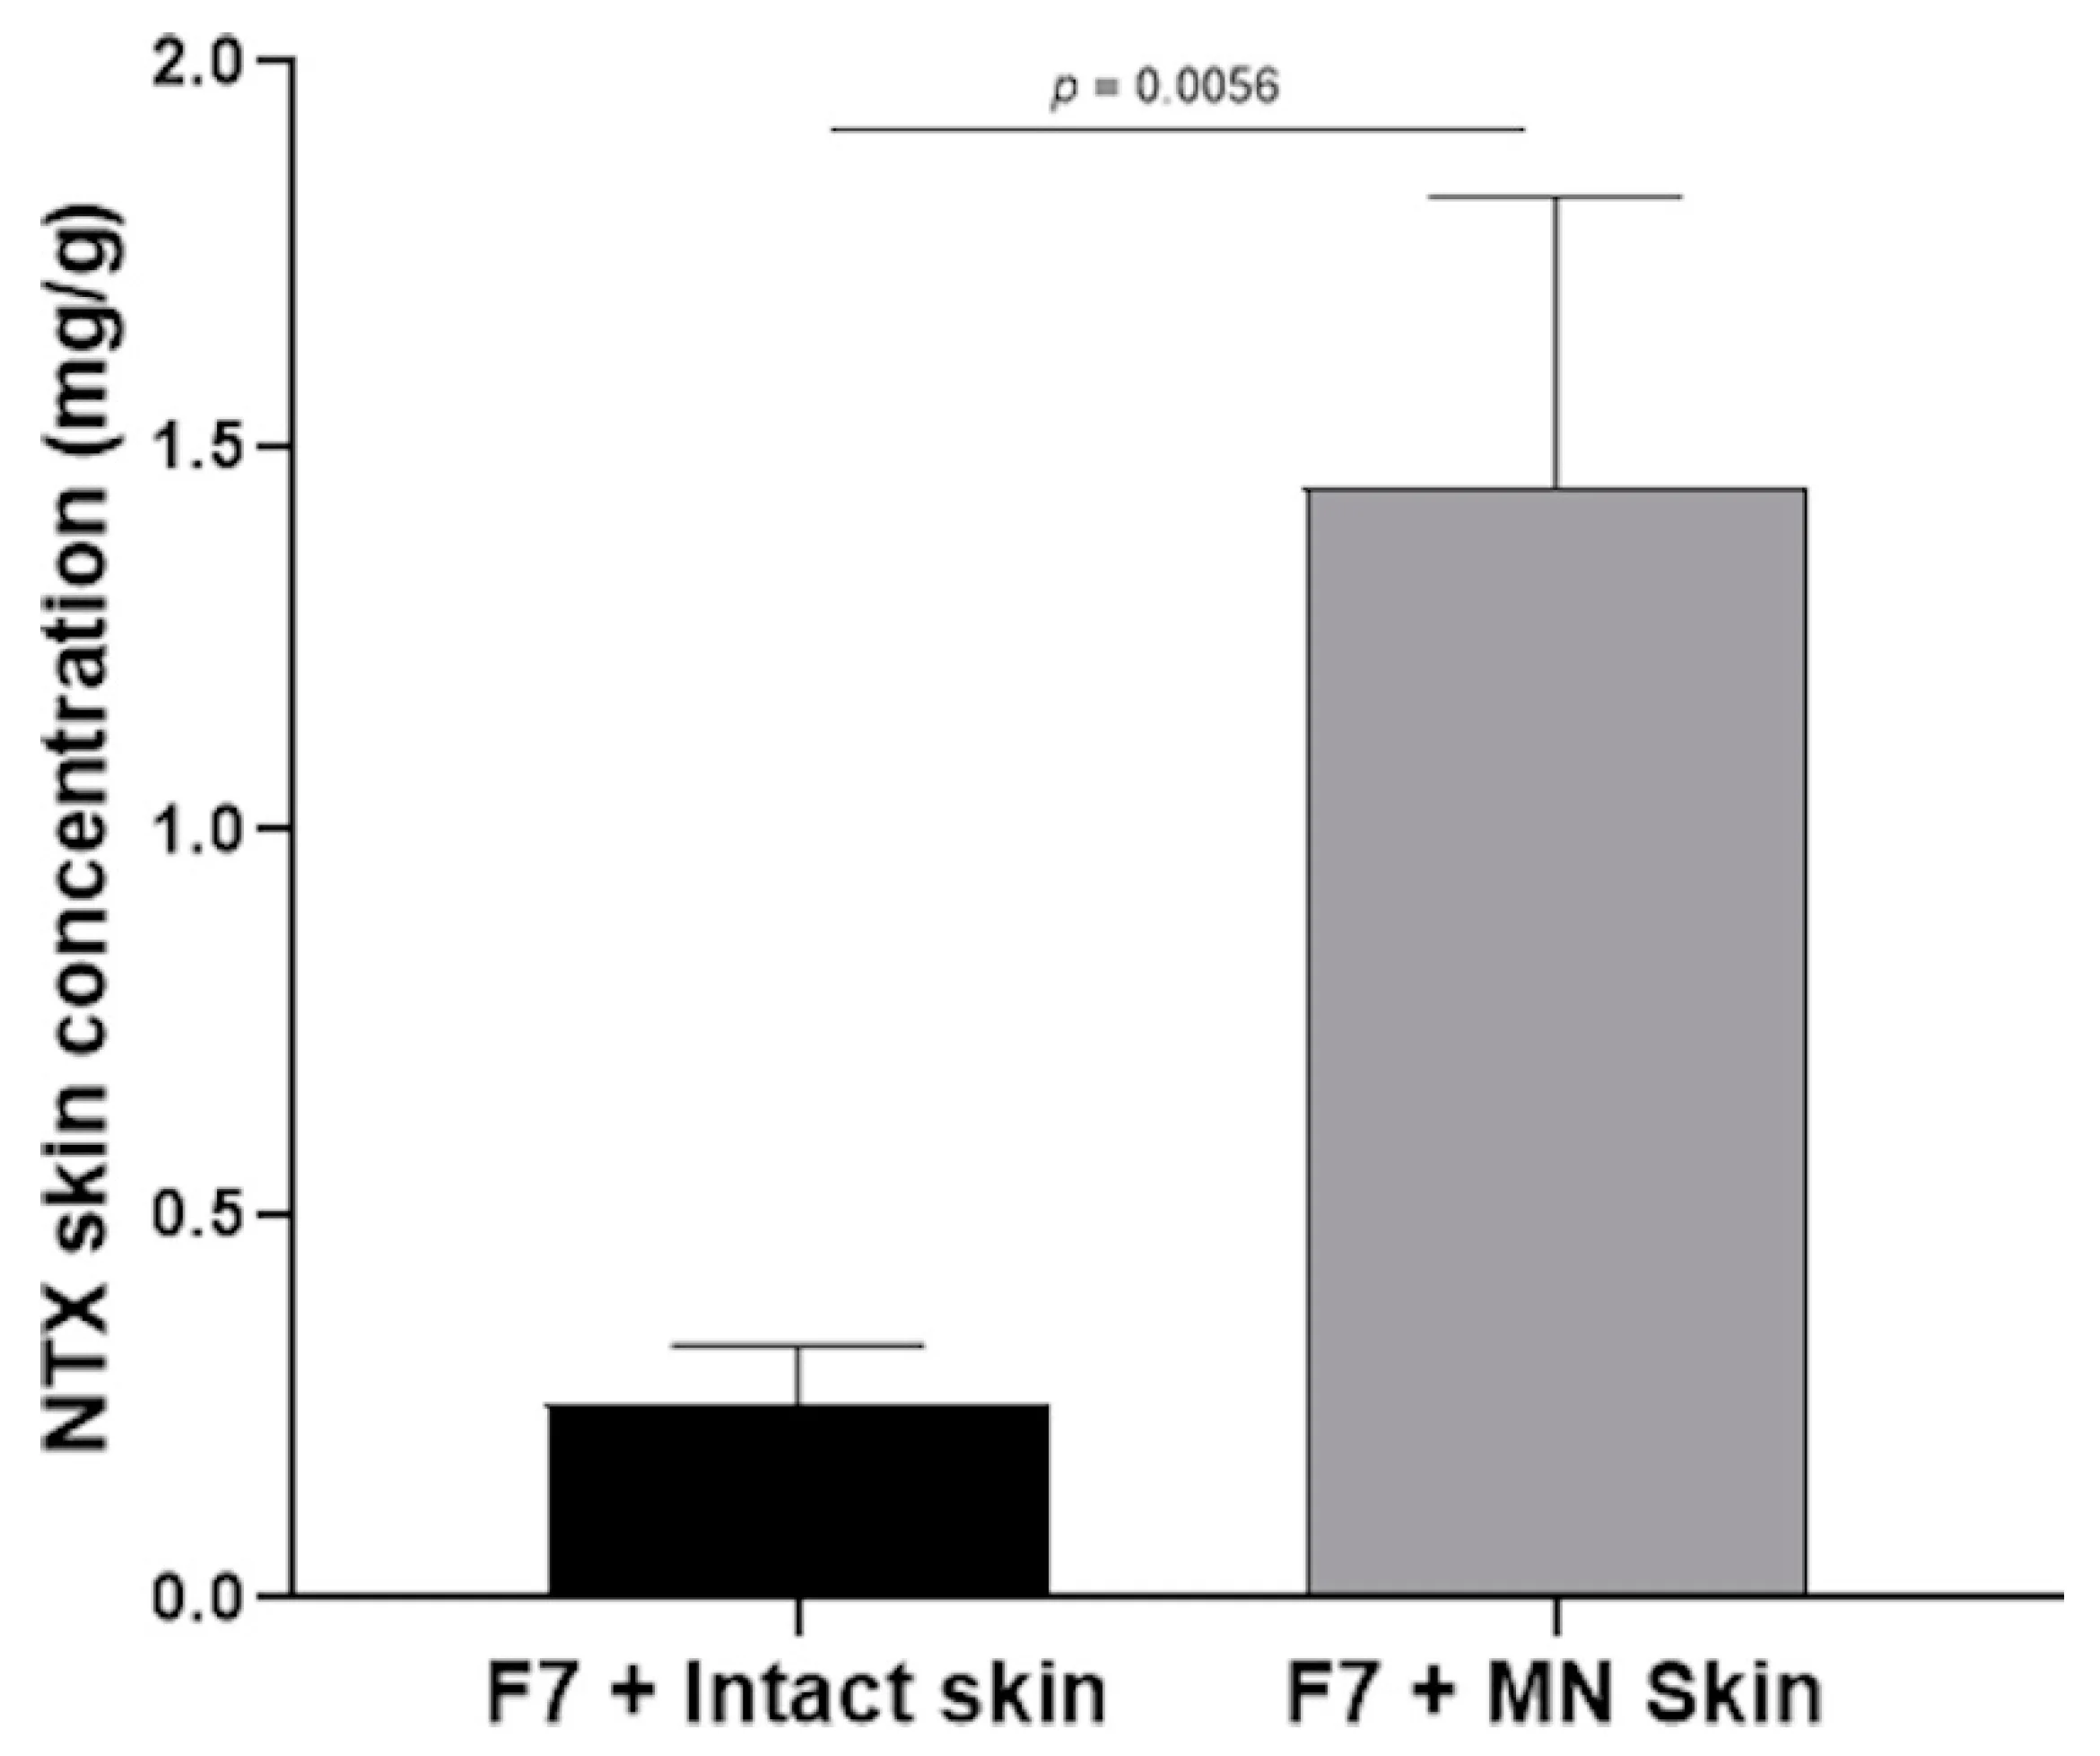 2.0
p = 0.0056
1.5
1.0
0.5
0.0
NTX skin concentration (mg/g)
F7 + Intact skin
F7 + MN Skin